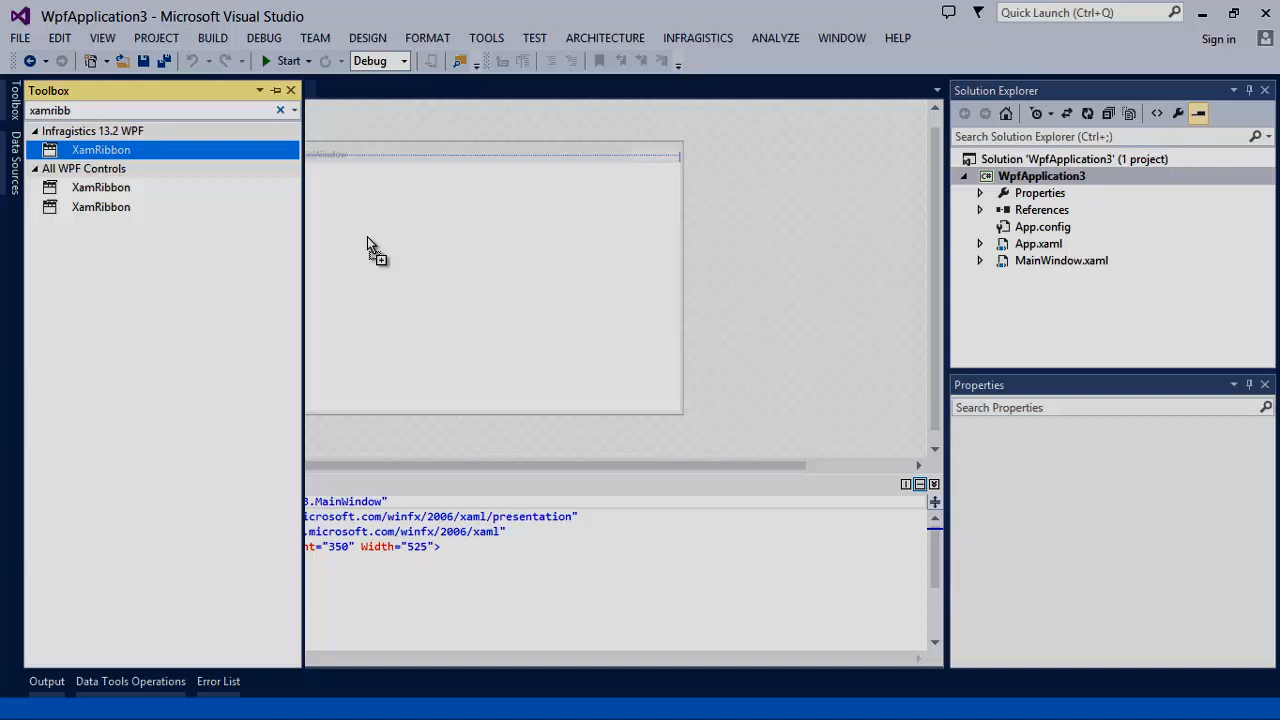 WpfApplication3 - Microsoft Visual Studio
Quick Launch (Ctrl+Q)
FILE EDIT VIEW PROJECT BUILD DEBUG TEAM DESIGN FORMAT TOOLS TEST ARCHITECTURE INFRAGISTICS ANALYZE WINDOW HELP
Sign in
Start Debug
Toolbox
Data Sources
Toolbox
xamribb
Infragistics 13.2 WPF
XamRibbon
All WPF Controls
XamRibbon
XamRibbon
inWindow
3.MainWindow"
icrosoft.com/winfx/2006/xaml/presentation"
.microsoft.com/winfx/2006/xaml"
nt="350" Width="525">
Solution Explorer
Search Solution Explorer (Ctrl+;)
Solution 'WpfApplication3' (1 project)
WpfApplication3
Properties
References
App.config
App.xaml
MainWindow.xaml
Properties
Search Properties
Output Data Tools Operations Error List